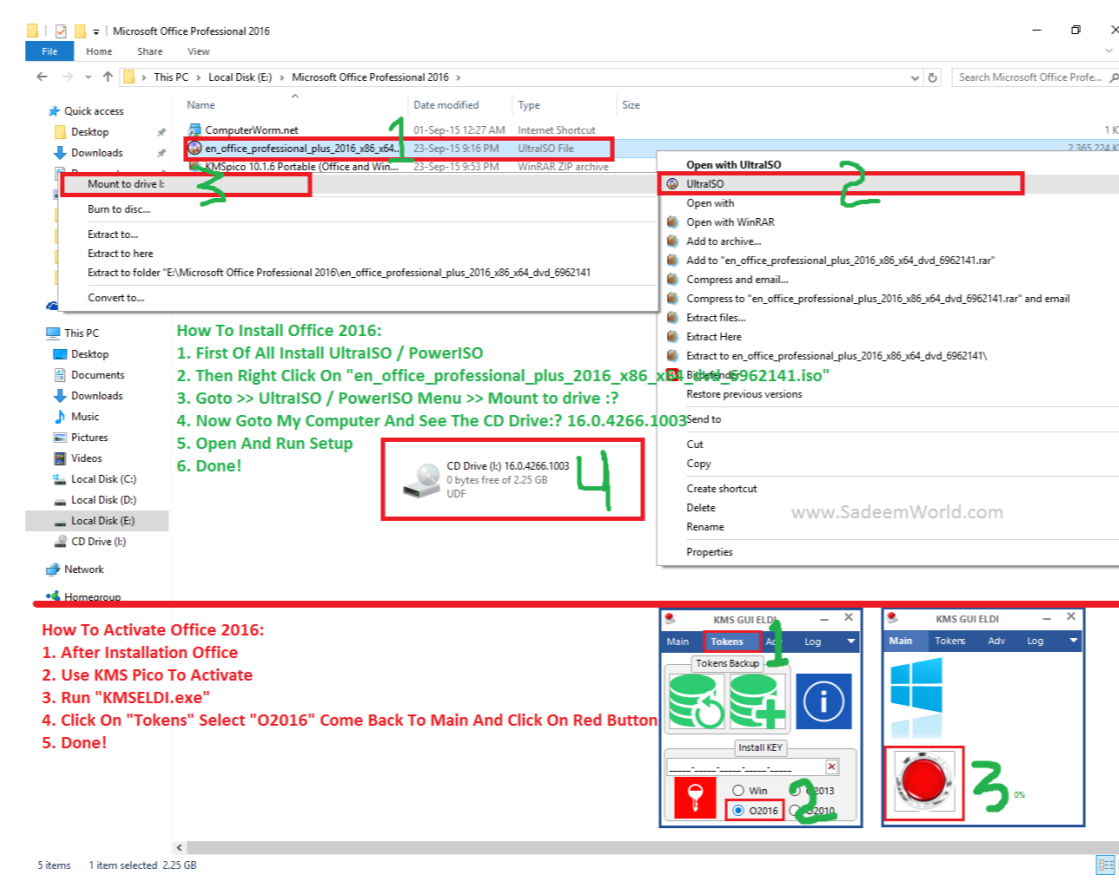 Microsoft Office Professional 2016
File Home Share View
This PC > Local Disk (E:) > Microsoft Office Professional 2016 >
Search Microsoft Office Profe...
Name Date modified Type Size
Quick access
Desktop
Downloads
ComputerWorm.net 01-Sep-15 12:27 AM Internet Shortcut 1 K
en_office_professional_plus_2016_x86_x64... 23-Sep-15 9:16 PM UltraISO File 2,365,224 K
KMSpico 10.1.6 Portable (Office and Win... 23-Sep-15 9:53 PM WinRAR ZIP archive
1
Mount to drive I:
3
Burn to disc...
Extract to...
Extract to here
Extract to folder "E:\Microsoft Office Professional 2016\en_office_professional_plus_2016_x86_x64_dvd_6962141
Convert to...
Open with UltraISO
2
UltraISO
Open with
Open with WinRAR
Add to archive...
Add to "en_office_professional_plus_2016_x86_x64_dvd_6962141.rar"
Compress and email...
Compress to "en_office_professional_plus_2016_x86_x64_dvd_6962141.rar" and email
Extract files...
Extract Here
Extract to en_office_professional_plus_2016_x86_x64_dvd_6962141\
Bitdefender
Restore previous versions
Send to
Cut
Copy
Create shortcut
Delete
Rename
Properties
www.SadeemWorld.com
This PC
Desktop
Documents
Downloads
Music
Pictures
Videos
Local Disk (C:)
Local Disk (D:)
Local Disk (E:)
CD Drive (I:)
Network
Homegroup
How To Install Office 2016:
1. First Of All Install UltraISO / PowerISO
2. Then Right Click On "en_office_professional_plus_2016_x86_x64_dvd_6962141.iso"
3. Goto >> UltraISO / PowerISO Menu >> Mount to drive :?
4. Now Goto My Computer And See The CD Drive:? 16.0.4266.1003
5. Open And Run Setup
6. Done!
CD Drive (I:) 16.0.4266.1003
0 bytes free of 2.25 GB
UDF
4
How To Activate Office 2016:
1. After Installation Office
2. Use KMS Pico To Activate
3. Run "KMSELDI.exe"
4. Click On "Tokens" Select "O2016" Come Back To Main And Click On Red Button
5. Done!
KMS GUI ELDI
1
Main Tokens Adv Log
Tokens Backup
Install KEY
Win O2013
O2016 O2010
2
KMS GUI ELDI
Main Tokens Adv Log
3
0%
5 items 1 item selected 2.25 GB